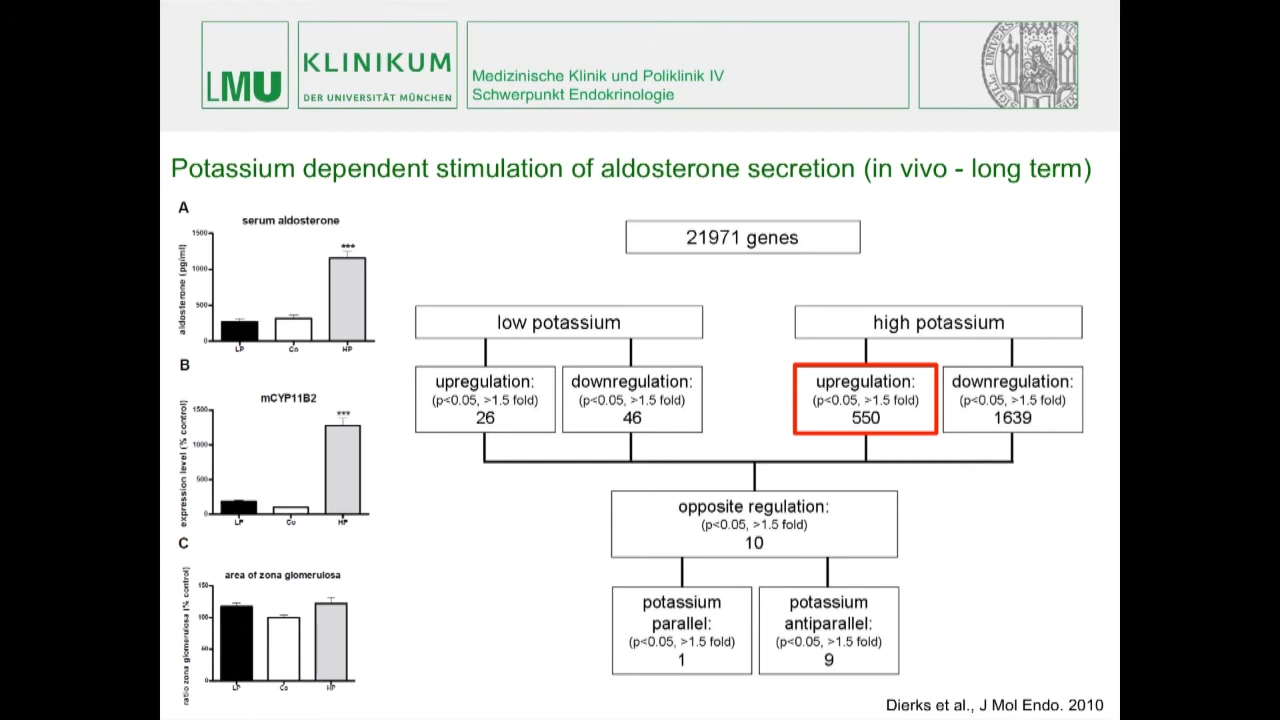 LMU
KLINIKUM
DER UNIVERSITÄT MÜNCHEN
Medizinische Klinik und Poliklinik IV
Schwerpunkt Endokrinologie
Potassium dependent stimulation of aldosterone secretion (in vivo - long term)
A
serum aldosterone
aldosterone (pg/ml)
1500
1000
500
0
***
LP Co HP
B
mCYP11B2
expression level (% control)
1500
1000
500
0
***
LP Co HP
C
area of zona glomerulosa
ratio zona glomerulosa (% control)
150
100
50
0
LP Co HP
21971 genes
low potassium
high potassium
upregulation:
(p<0.05, >1.5 fold)
26
downregulation:
(p<0.05, >1.5 fold)
46
upregulation:
(p<0.05, >1.5 fold)
550
downregulation:
(p<0.05, >1.5 fold)
1639
opposite regulation:
(p<0.05, >1.5 fold)
10
potassium
parallel:
(p<0.05, >1.5 fold)
1
potassium
antiparallel:
(p<0.05, >1.5 fold)
9
Dierks et al., J Mol Endo. 2010